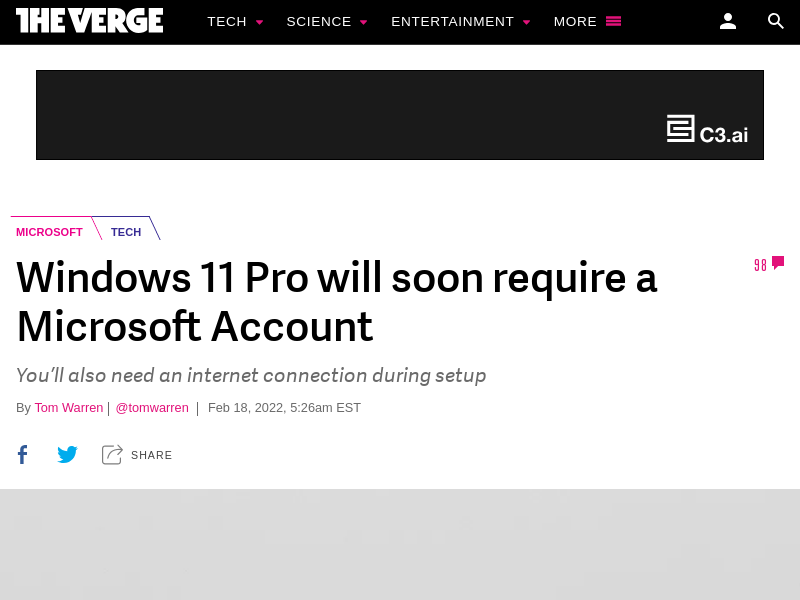 THE VERGE TECH SCIENCE ENTERTAINMENT MORE
C3.ai
MICROSOFT TECH
Windows 11 Pro will soon require a
Microsoft Account
98
You’ll also need an internet connection during setup
By Tom Warren | @tomwarren | Feb 18, 2022, 5:26am EST
SHARE